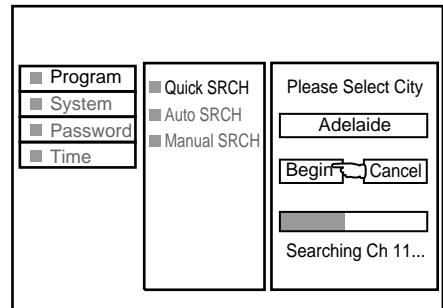 Program
System
Password
Time
Quick SRCH
Auto SRCH
Manual SRCH
Please Select City
Adelaide
Begin Cancel
Searching Ch 11...